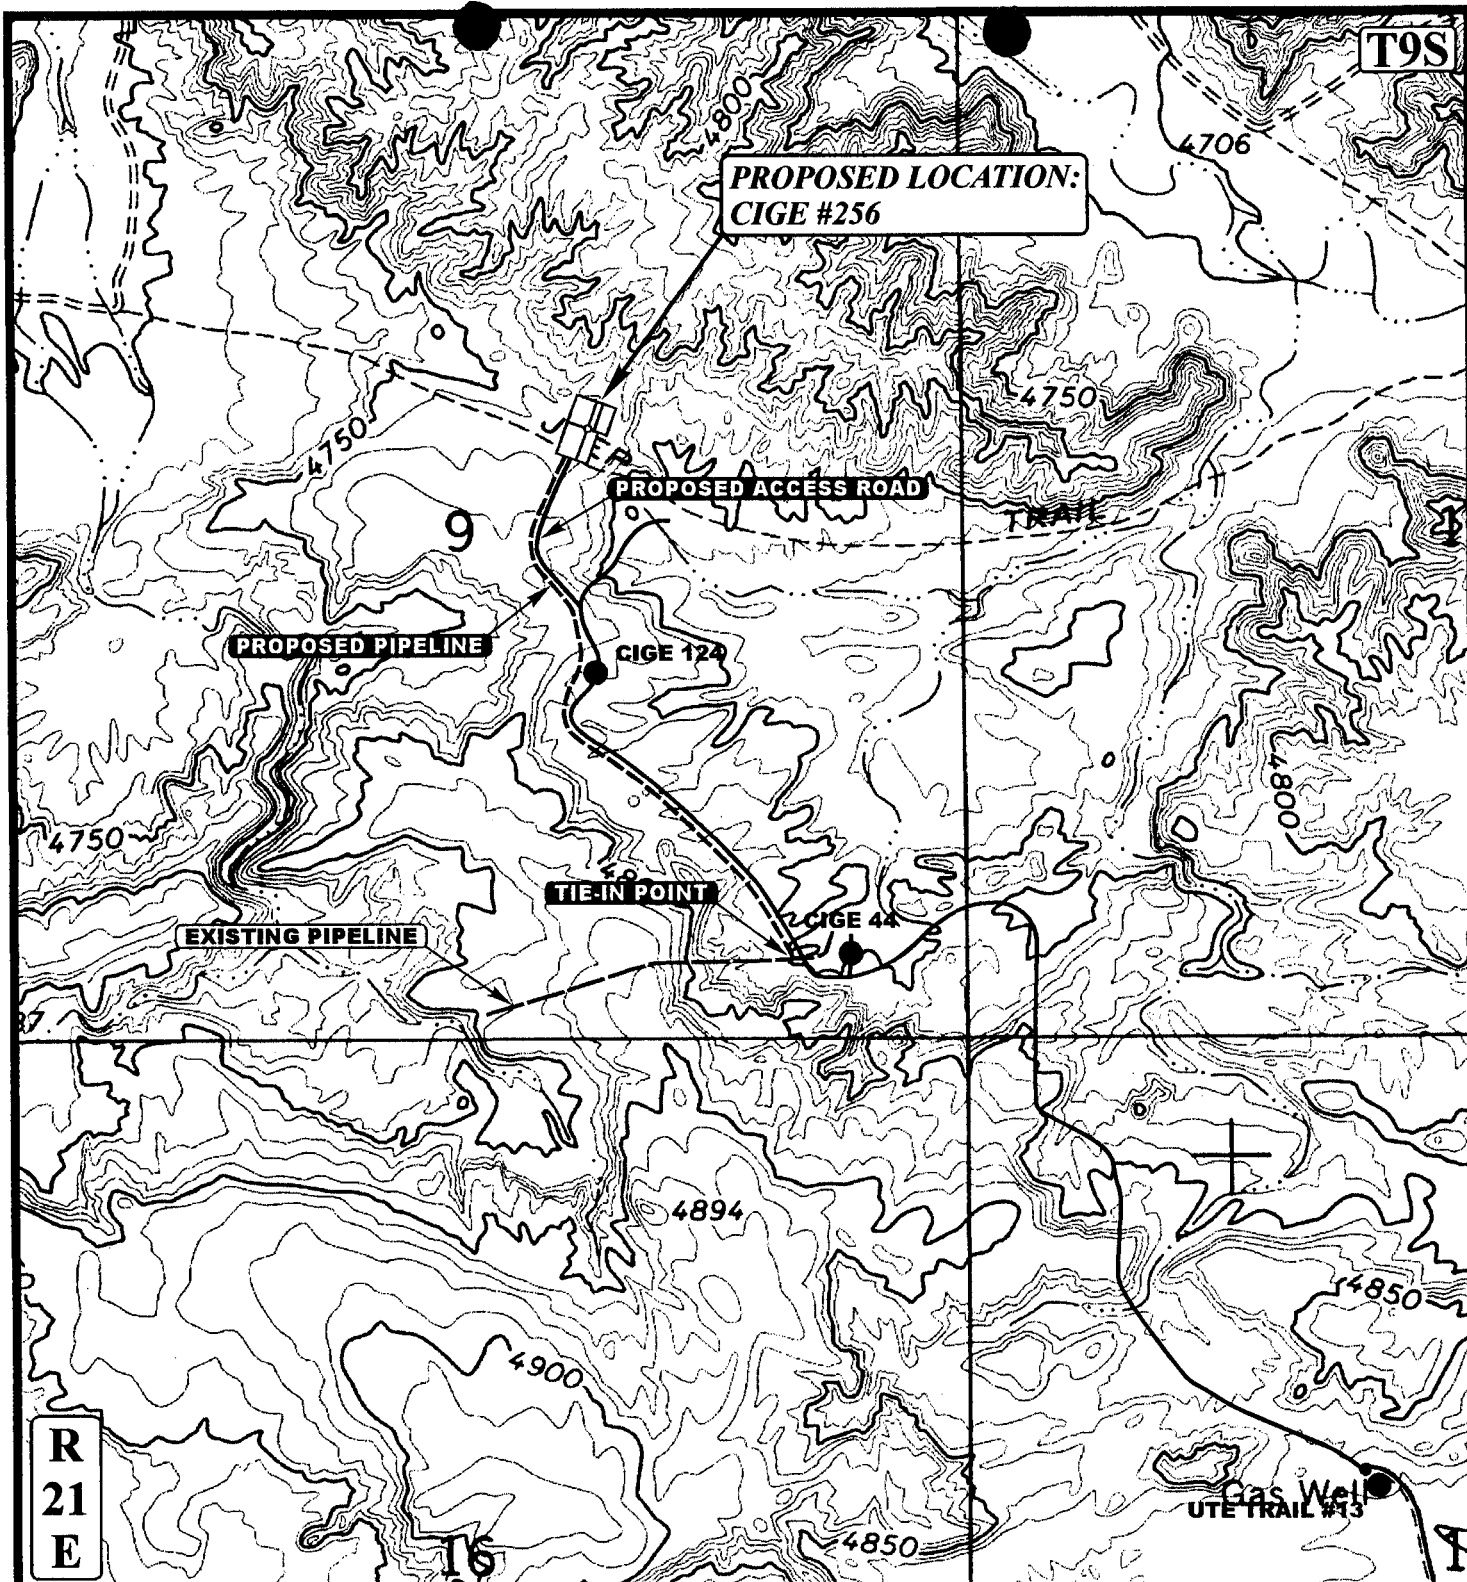 T9S
4800
4706
PROPOSED LOCATION:
CIGE #256
4750
4750
JEEP
PROPOSED ACCESS ROAD
TRAIL
9
PROPOSED PIPELINE
CIGE 124
4800
4750
TIE-IN POINT
CIGE 44
EXISTING PIPELINE
4894
4850
4900
R
21
E
Gas Well
UTE TRAIL #13
4850
16